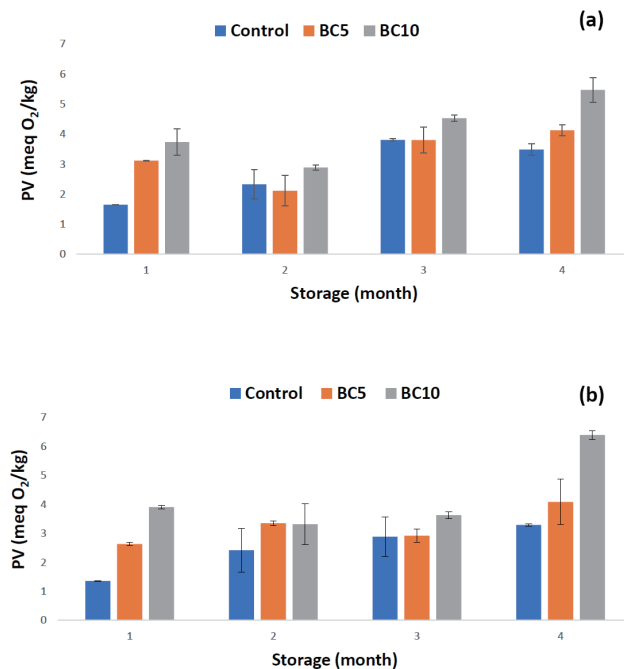 (a)
Control BC5 BC10
7
6
5
4
3
2
1
0
PV (meq O₂/kg)
1 2 3 4
Storage (month)
(b)
Control BC5 BC10
7
6
5
4
3
2
1
0
PV (meq O₂/kg)
1 2 3 4
Storage (month)